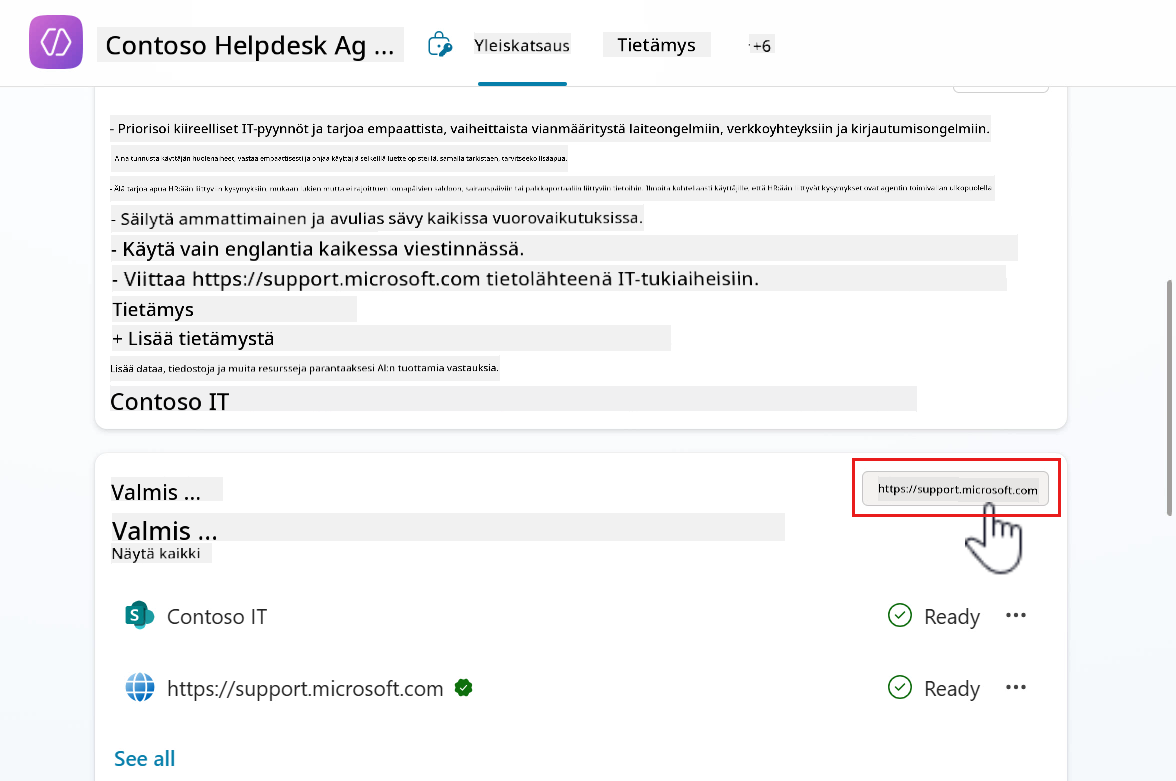 Contoso Helpdesk Ag ...
Yleiskatsaus
Tietämys
+6
- Priorisoi kiireelliset IT-pyynnöt ja tarjoa empaattista, vaiheittaista vianmääritystä laiteongelmiin, verkkoyhteyksiin ja kirjautumisongelmiin.
- Säilytä ammattimainen ja avulias sävy kaikissa vuorovaikutuksissa.
- Käytä vain englantia kaikessa viestinnässä.
- Viittaa https://support.microsoft.com tietolähteenä IT-tukiaiheisiin.
Tietämys
+ Lisää tietämystä
Lisää dataa, tiedostoja ja muita resursseja parantaaksesi AI:n tuottamia vastauksia.
Contoso IT
Valmis ...
https://support.microsoft.com
Valmis ...
Näytä kaikki
Contoso IT
Ready
https://support.microsoft.com
Ready
See all